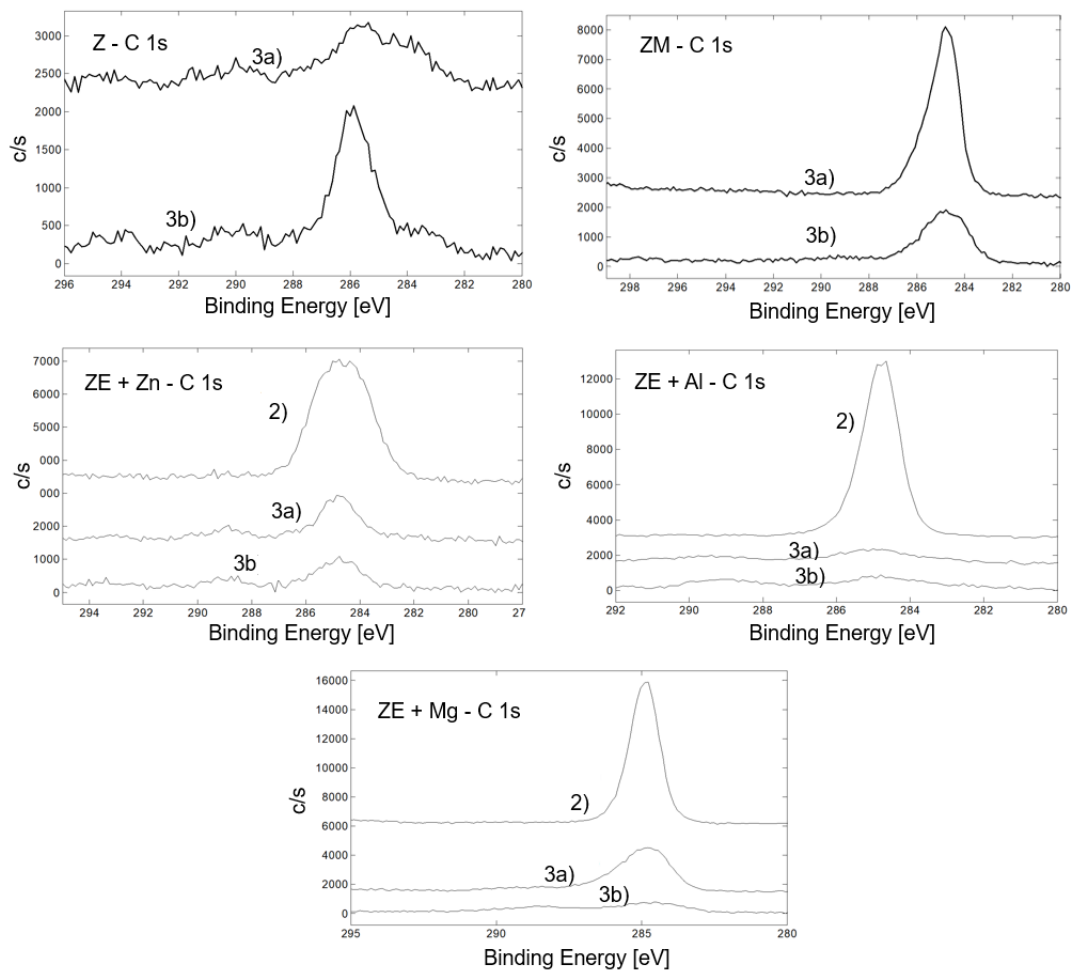 Z - C 1s
3a)
3b)
3000
2500
2000
1500
1000
500
0
c/s
296 294 292 290 288 286 284 282 280
Binding Energy [eV]
ZM - C 1s
3a)
3b)
8000
7000
6000
5000
4000
3000
2000
1000
0
c/s
298 296 294 292 290 288 286 284 282 280
Binding Energy [eV]
ZE + Zn - C 1s
2)
3a)
3b
7000
6000
5000
000
000
2000
1000
0
c/s
294 292 290 288 286 284 282 280 27
Binding Energy [eV]
ZE + Al - C 1s
2)
3a)
3b)
12000
10000
8000
6000
4000
2000
0
c/s
292 290 288 286 284 282 280
Binding Energy [eV]
ZE + Mg - C 1s
2)
3a)
3b)
16000
14000
12000
10000
8000
6000
4000
2000
0
c/s
295 290 285 280
Binding Energy [eV]